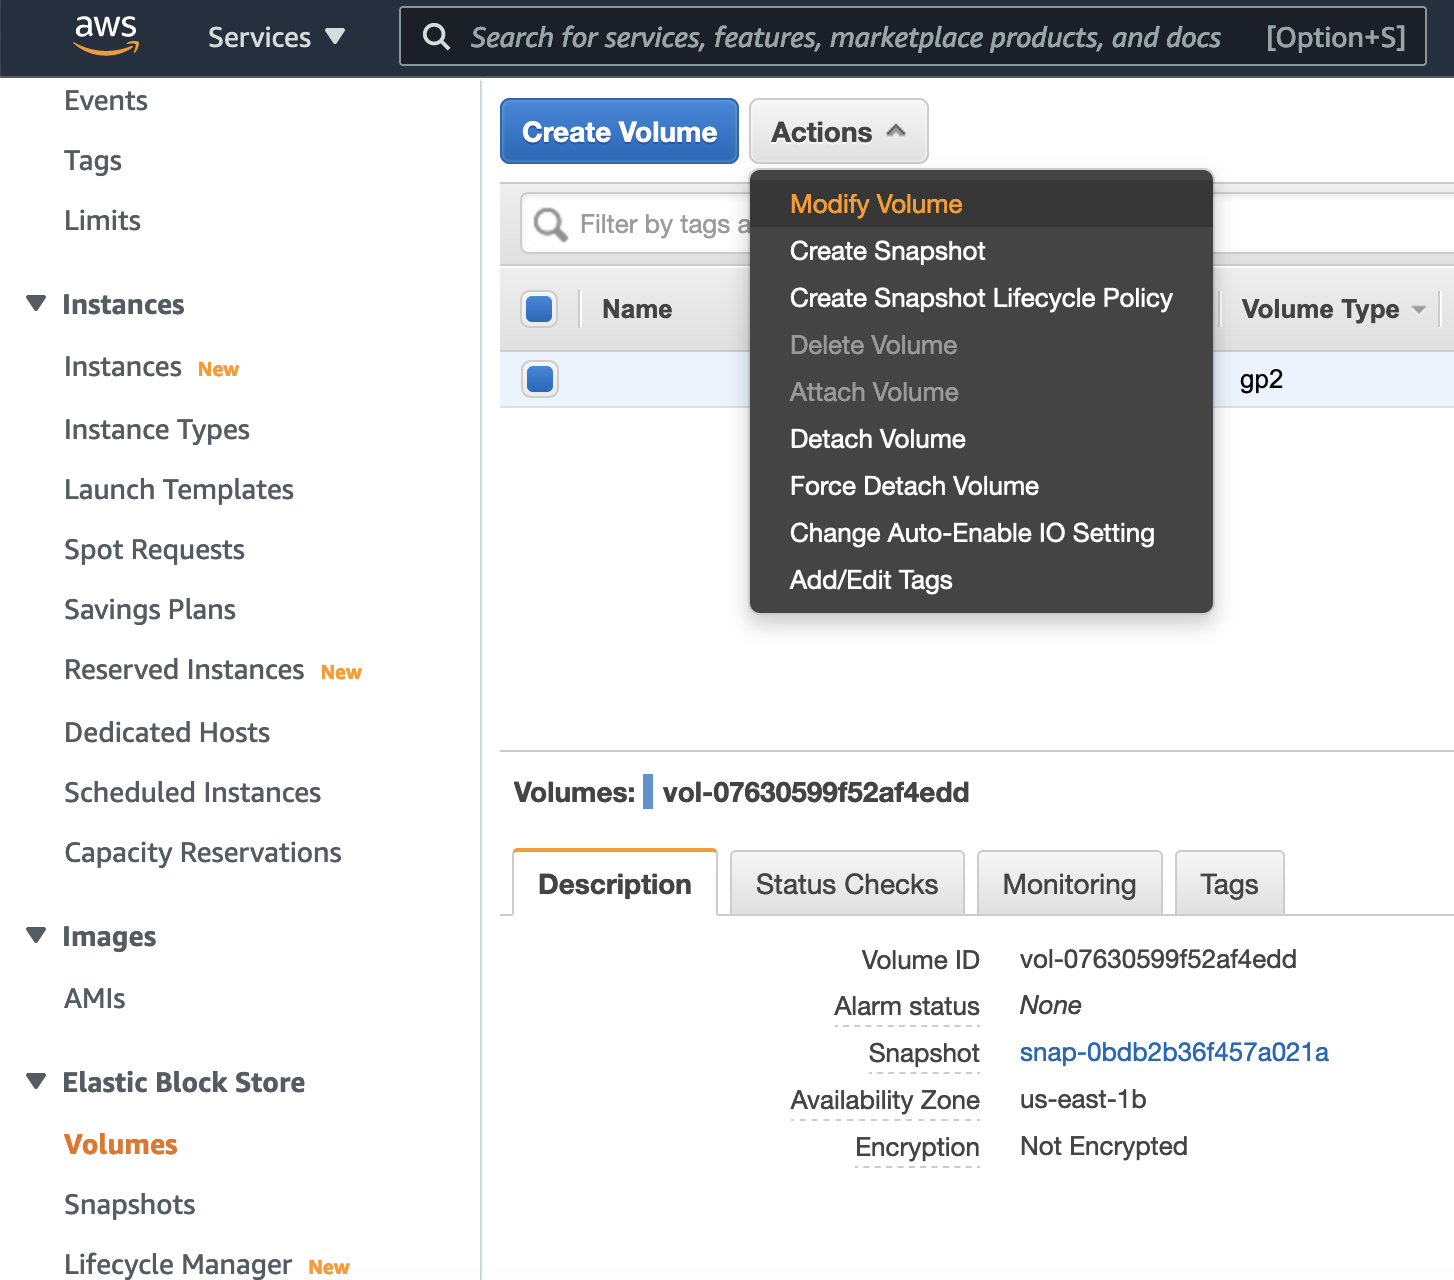 aws
Services
Search for services, features, marketplace products, and docs [Option+S]
Events
Tags
Limits
Instances
Instances New
Instance Types
Launch Templates
Spot Requests
Savings Plans
Reserved Instances New
Dedicated Hosts
Scheduled Instances
Capacity Reservations
Images
AMIs
Elastic Block Store
Volumes
Snapshots
Lifecycle Manager New
Create Volume
Actions
Filter by tags a
Name
Volume Type
gp2
Modify Volume
Create Snapshot
Create Snapshot Lifecycle Policy
Delete Volume
Attach Volume
Detach Volume
Force Detach Volume
Change Auto-Enable IO Setting
Add/Edit Tags
Volumes: vol-07630599f52af4edd
Description
Status Checks
Monitoring
Tags
Volume ID vol-07630599f52af4edd
Alarm status None
Snapshot snap-0bdb2b36f457a021a
Availability Zone us-east-1b
Encryption Not Encrypted